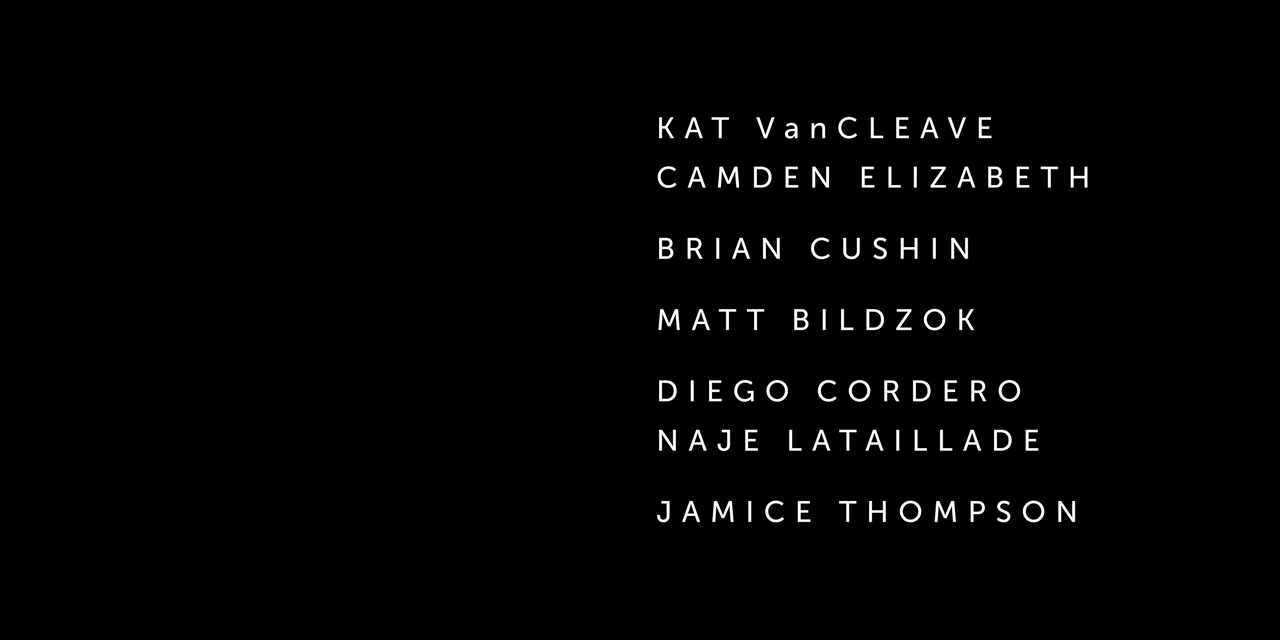 KAT VanCLEAVE
CAMDEN ELIZABETH
BRIAN CUSHIN
MATT BILDZOK
DIEGO CORDERO
NAJE LATAILLADE
JAMICE THOMPSON